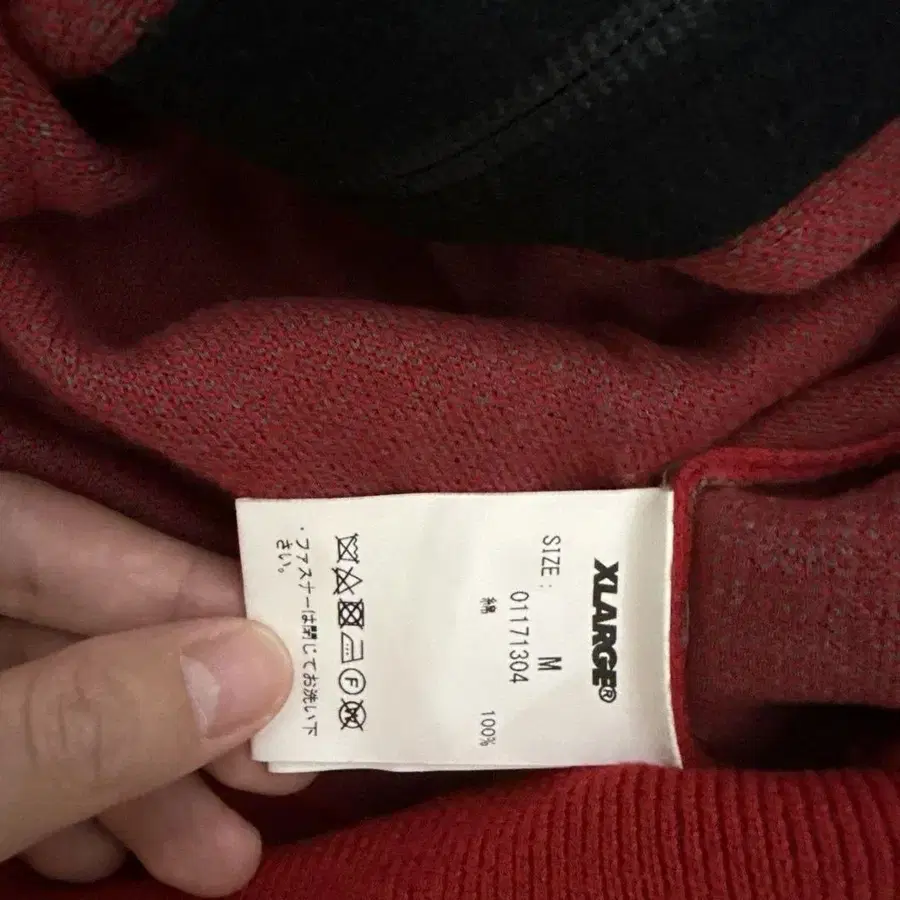 XLARGE®
SIZE: M
01171304
綿 100%
Ⓕ
・ファスナーは閉じてお洗い下
さい。